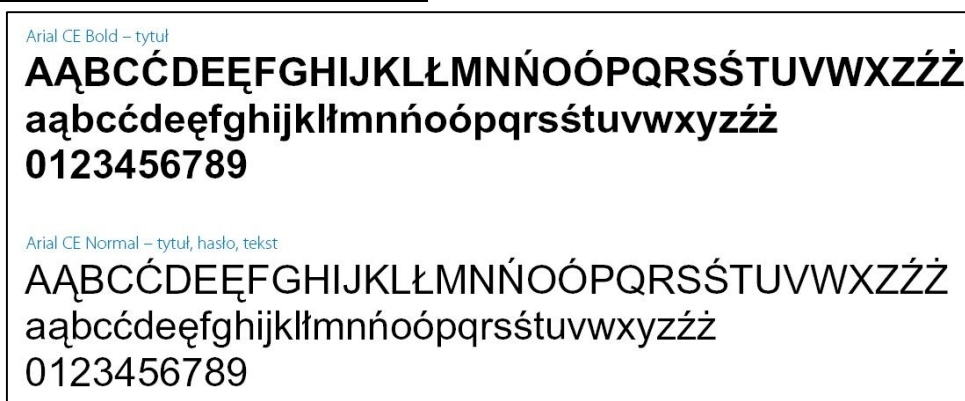 Arial CE Bold – tytuł
AĄBCĆDEĘFGHIJKLŁMNŃOÓPQRSŚTUVWXZŹŻ
aąbcćdeęfghijklłmnńoópqrsśtuvwxyzźż
0123456789
Arial CE Normal – tytuł, hasło, tekst
AĄBCĆDEĘFGHIJKLŁMNŃOÓPQRSŚTUVWXZŹŻ
aąbcćdeęfghijklłmnńoópqrsśtuvwxyzźż
0123456789